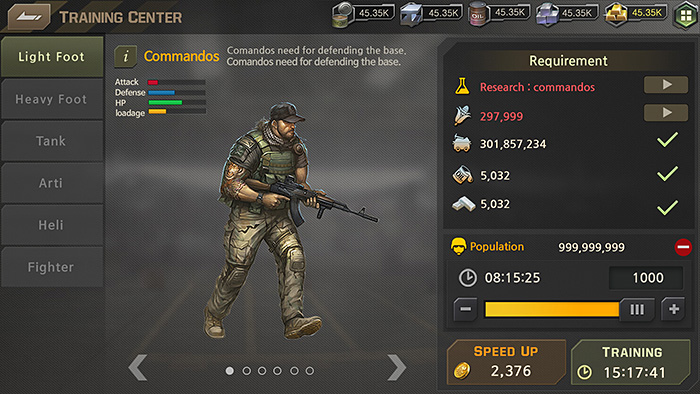 TRAINING CENTER
45.35K
45.35K
45.35K
45.35K
45.35K
Light Foot
Heavy Foot
Tank
Arti
Heli
Fighter
i
Commandos
Comandos need for defending the base,
Comandos need for defending the base.
Attack
Defense
HP
loadage
Requirement
Research : commandos
297,999
301,857,234
5,032
5,032
Population
999,999,999
08:15:25
1000
SPEED UP
2,376
TRAINING
15:17:41
OIL